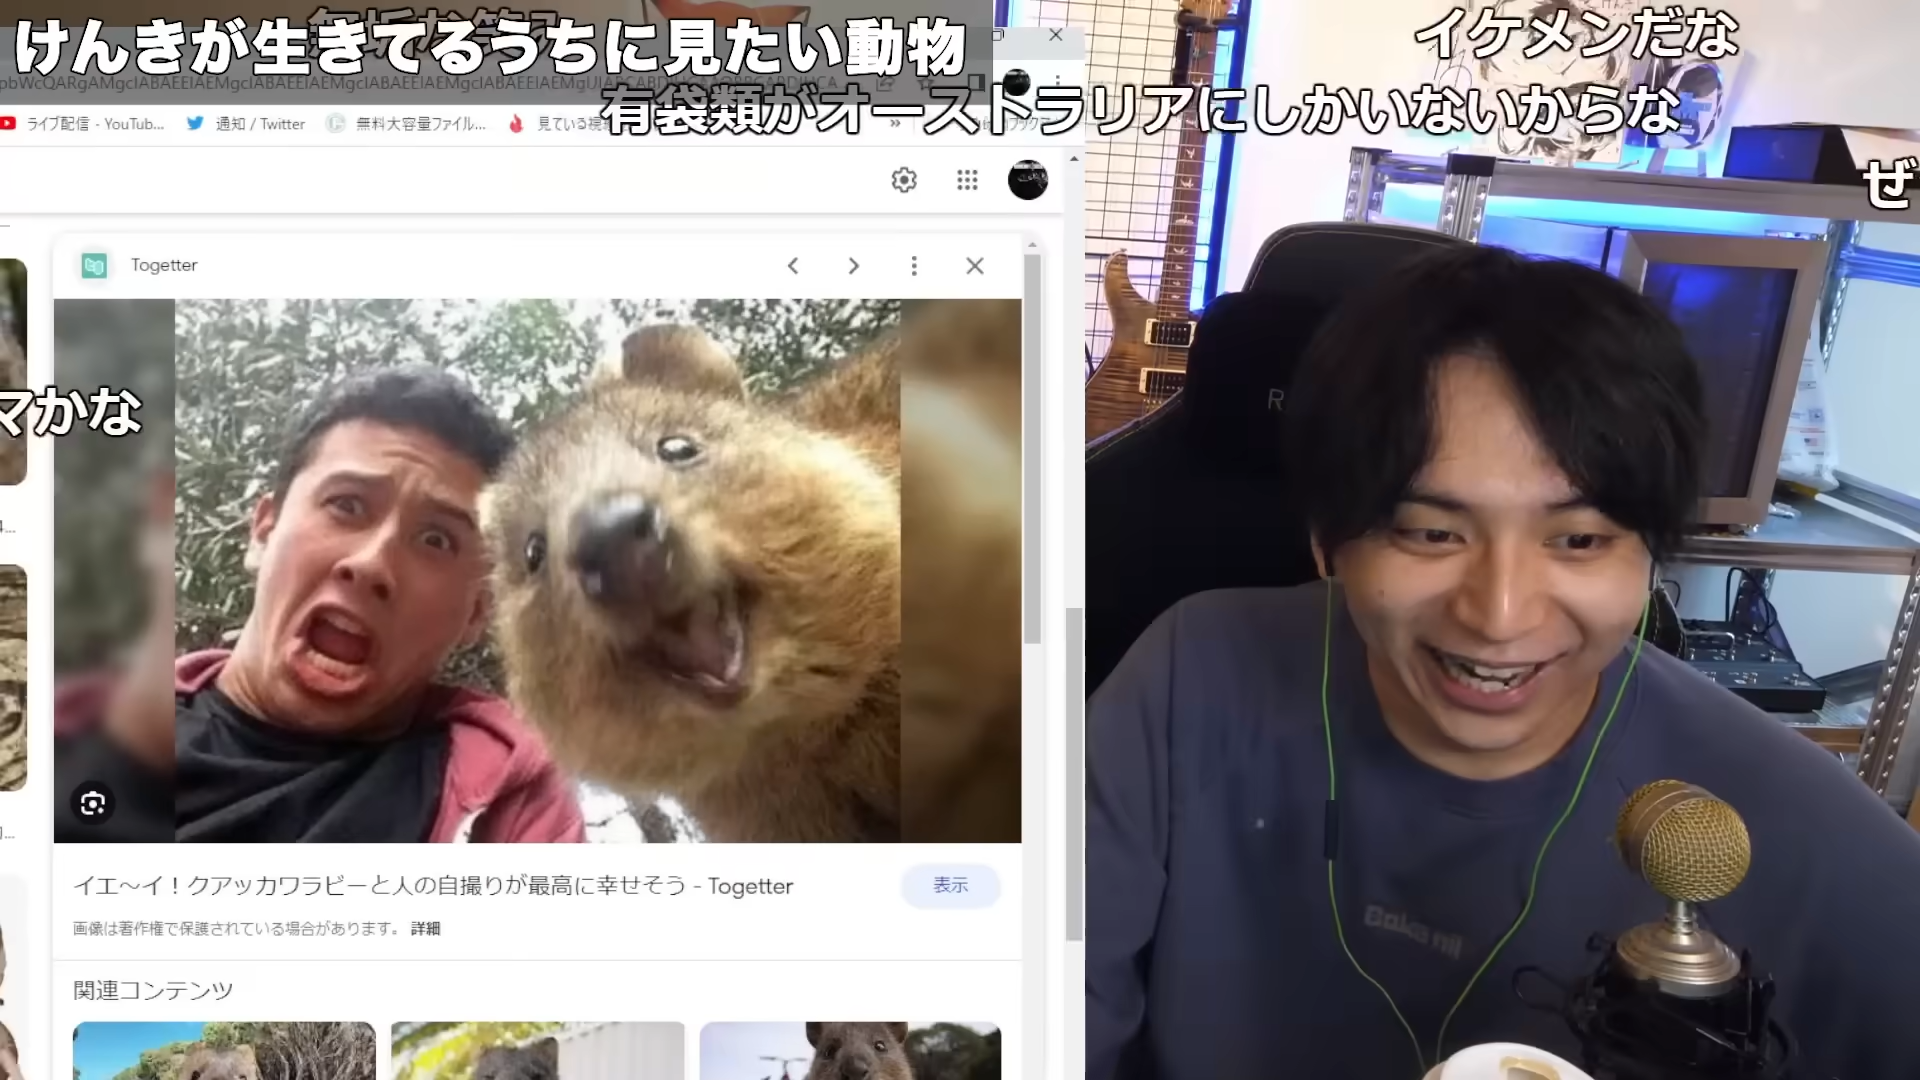 けんきが生きてるうちに見たい動物
イケメンだな
有袋類がオーストラリアにしかいないからな
ライブ配信 - YouTub...
通知 / Twitter
無料大容量ファイル...
ぜ
Togetter
マかな
R
イエ～イ！クアッカワラビーと人の自撮りが最高に幸せそう - Togetter
表示
画像は著作権で保護されている場合があります。 詳細
関連コンテンツ